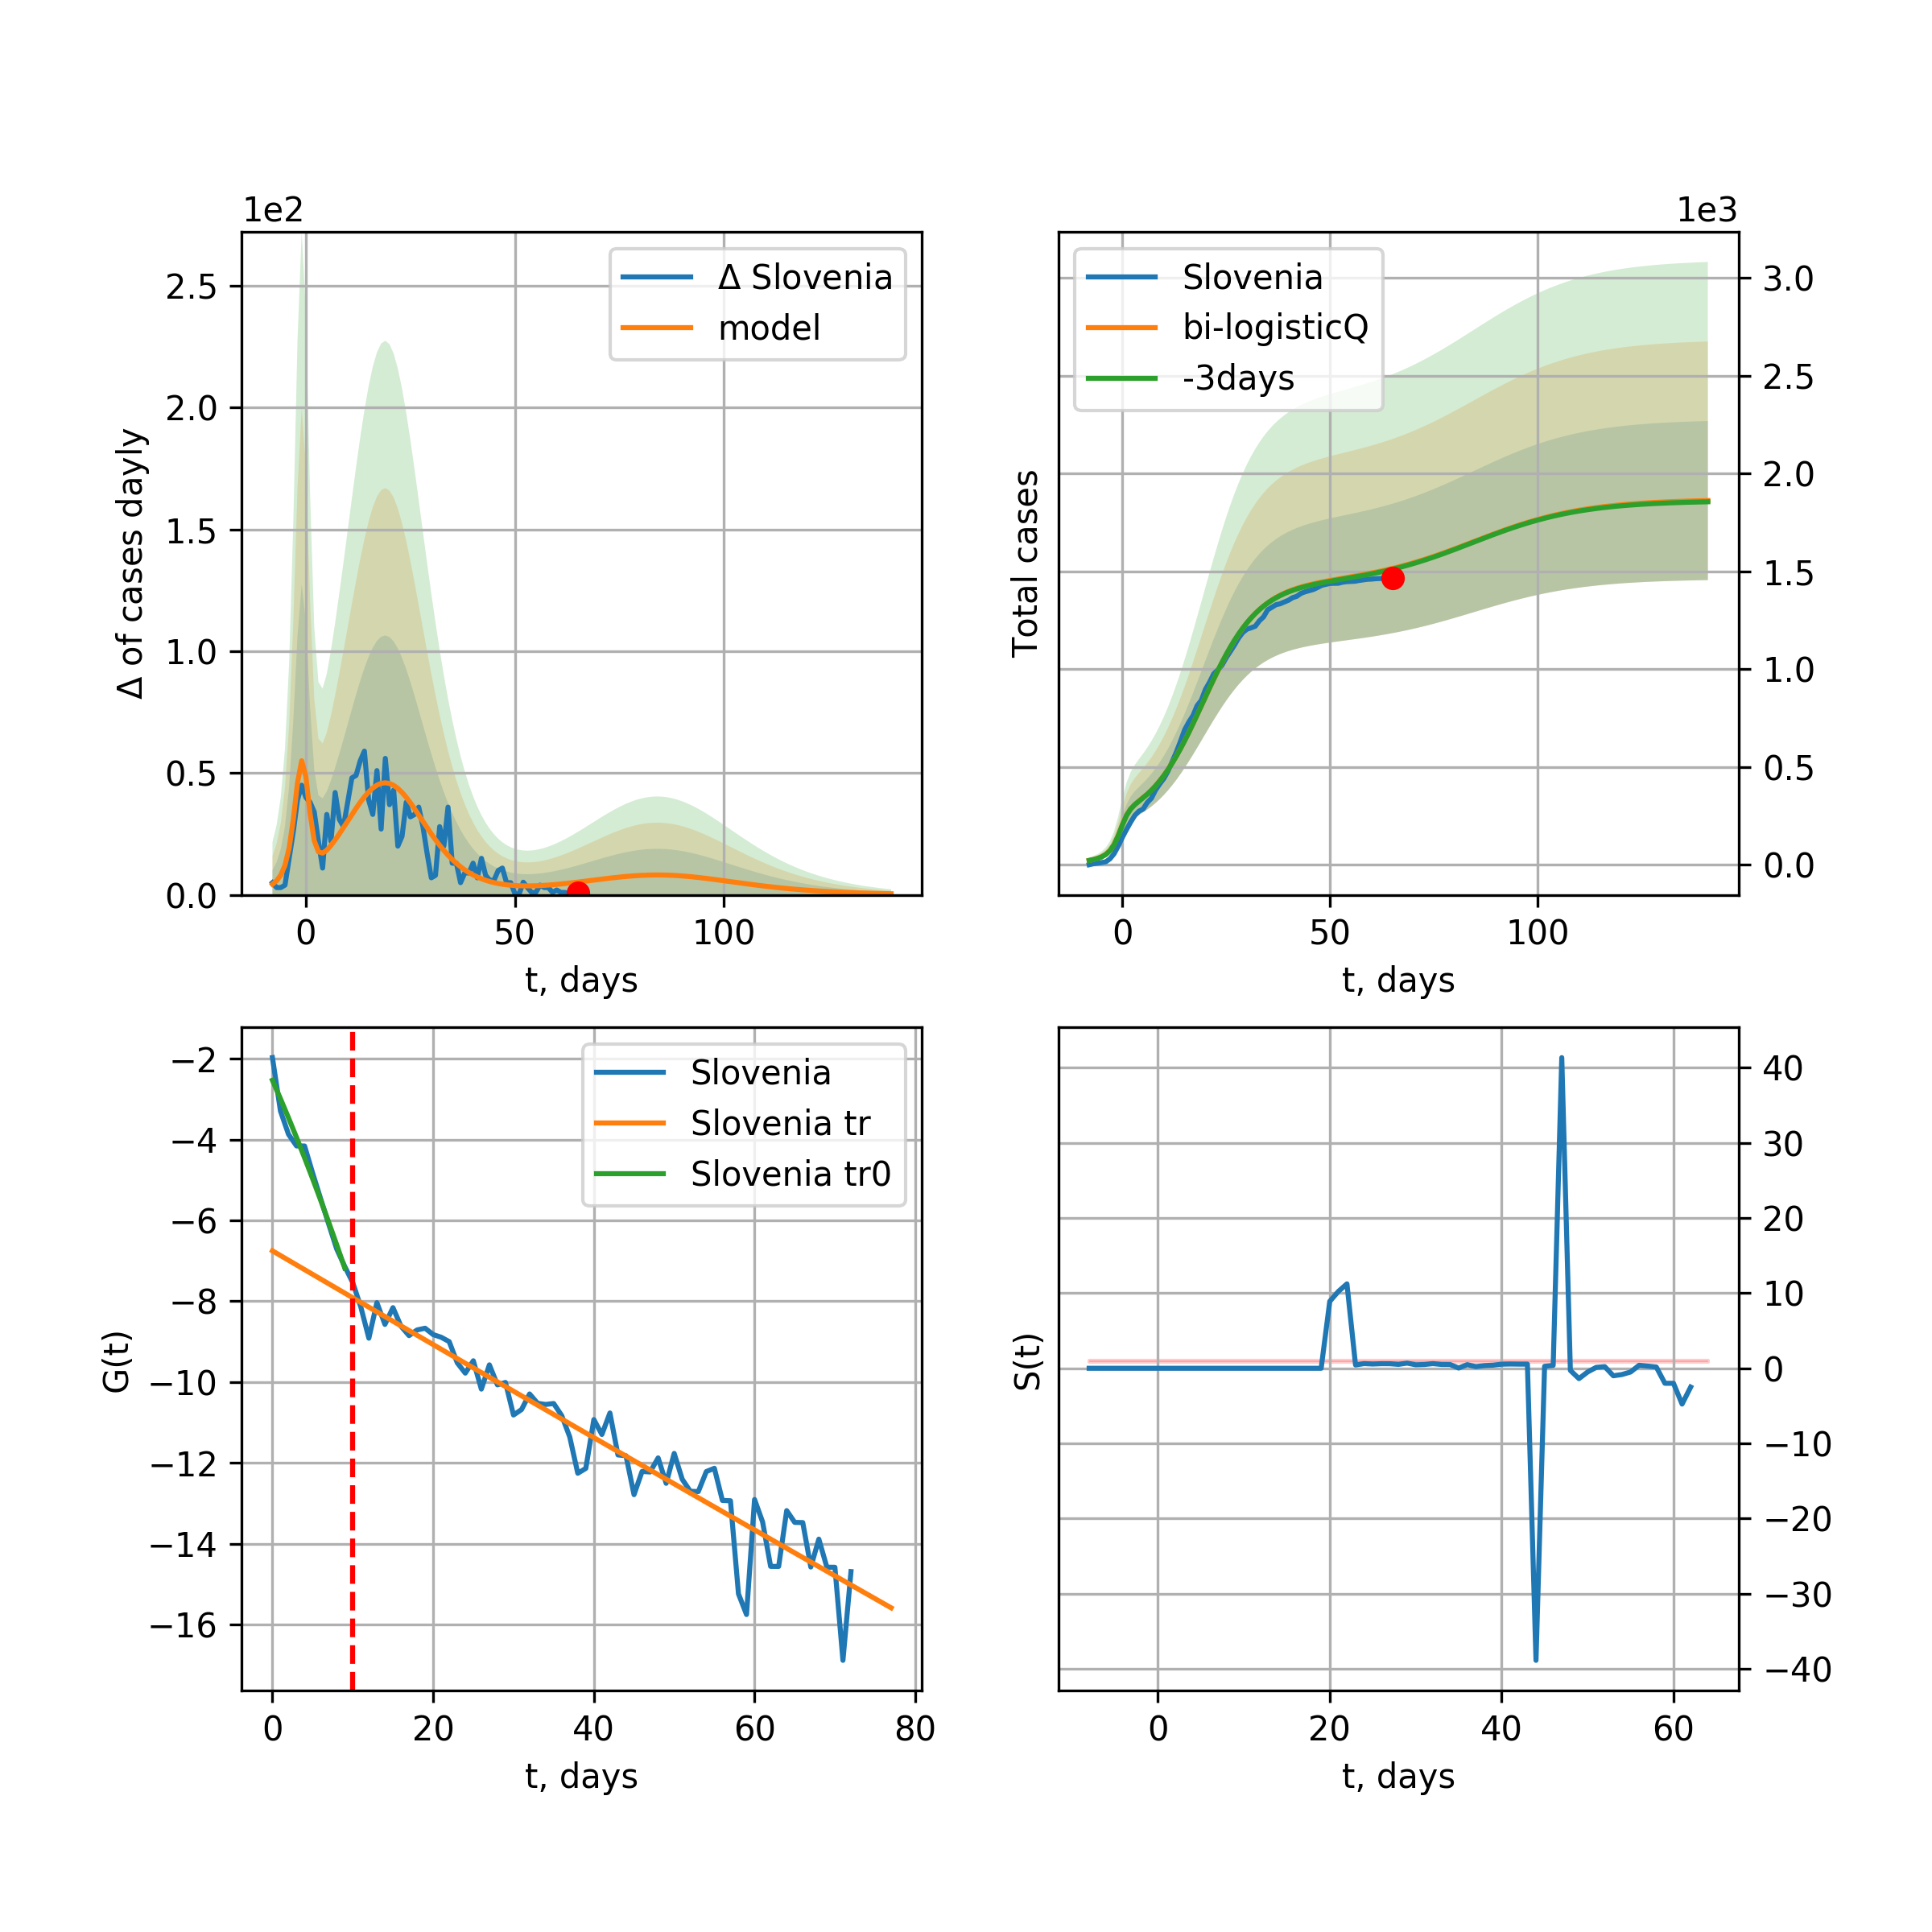 1e2
Δ of cases dayly
2.5
2.0
1.5
1.0
0.5
0.0
0 50 100
t, days
Δ Slovenia
model
1e3
Total cases
3.0
2.5
2.0
1.5
1.0
0.5
0.0
0 50 100
t, days
Slovenia
bi-logisticQ
-3days
G(t)
−2
−4
−6
−8
−10
−12
−14
−16
0 20 40 60 80
t, days
Slovenia
Slovenia tr
Slovenia tr0
S(t)
40
30
20
10
0
−10
−20
−30
−40
0 20 40 60
t, days